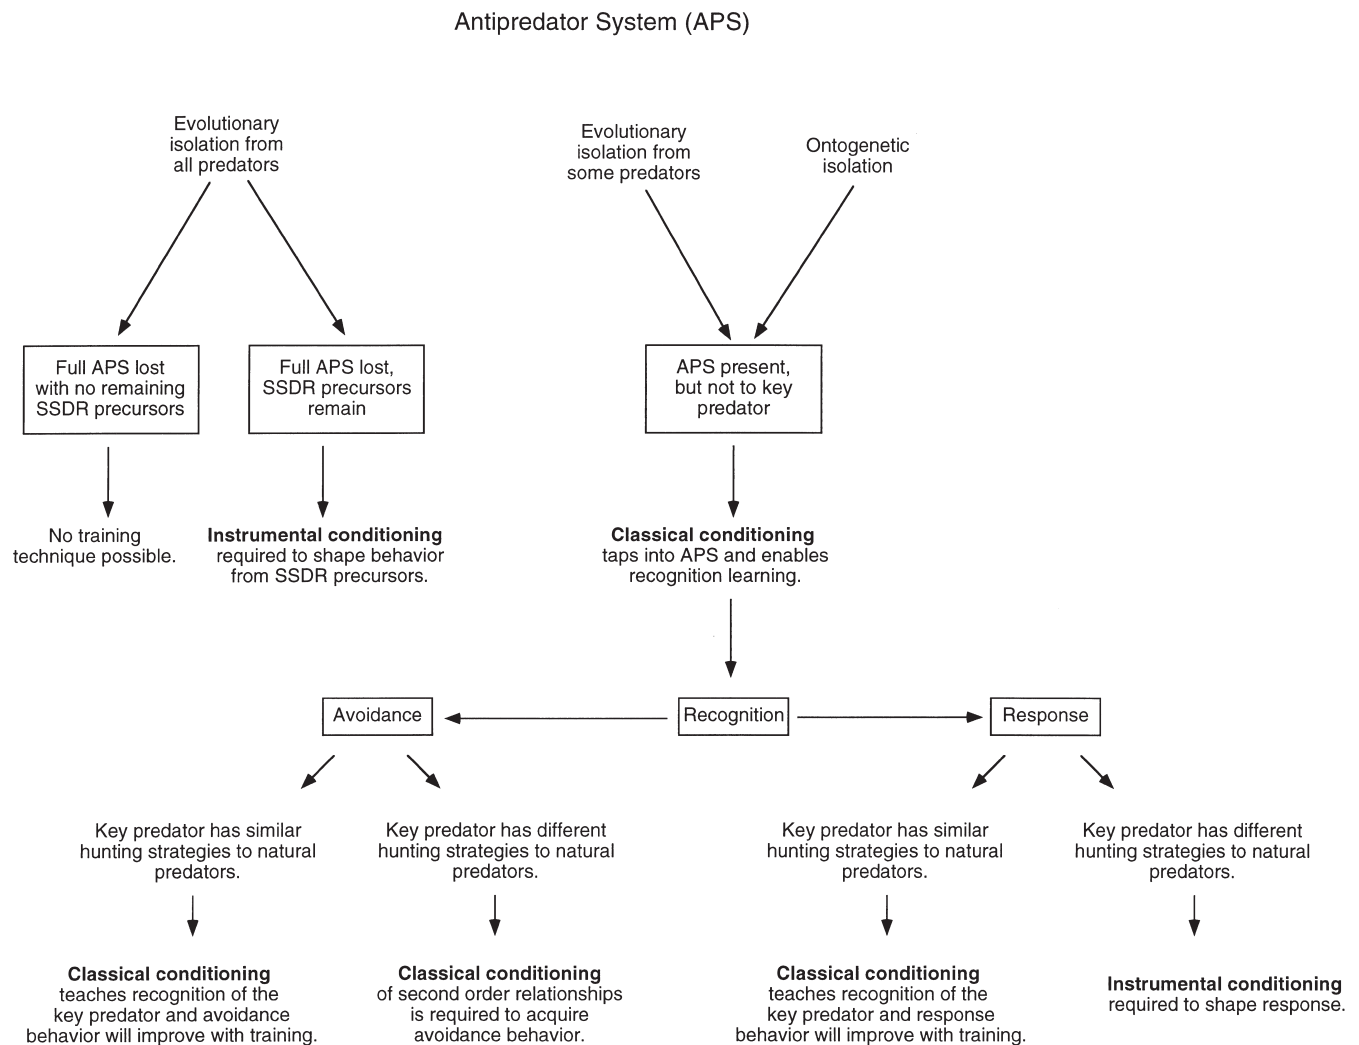 Antipredator System (APS)
Evolutionary
isolation from
all predators
Evolutionary
isolation from
some predators
Ontogenetic
isolation
Full APS lost
with no remaining
SSDR precursors
Full APS lost,
SSDR precursors
remain
APS present,
but not to key
predator
No training
technique possible.
Instrumental conditioning
required to shape behavior
from SSDR precursors.
Classical conditioning
taps into APS and enables
recognition learning.
Avoidance
Recognition
Response
Key predator has similar
hunting strategies to natural
predators.
Key predator has different
hunting strategies to natural
predators.
Key predator has similar
hunting strategies to natural
predators.
Key predator has different
hunting strategies to natural
predators.
Classical conditioning
teaches recognition of the
key predator and avoidance
behavior will improve with training.
Classical conditioning
of second order relationships
is required to acquire
avoidance behavior.
Classical conditioning
teaches recognition of the
key predator and response
behavior will improve with training.
Instrumental conditioning
required to shape response.